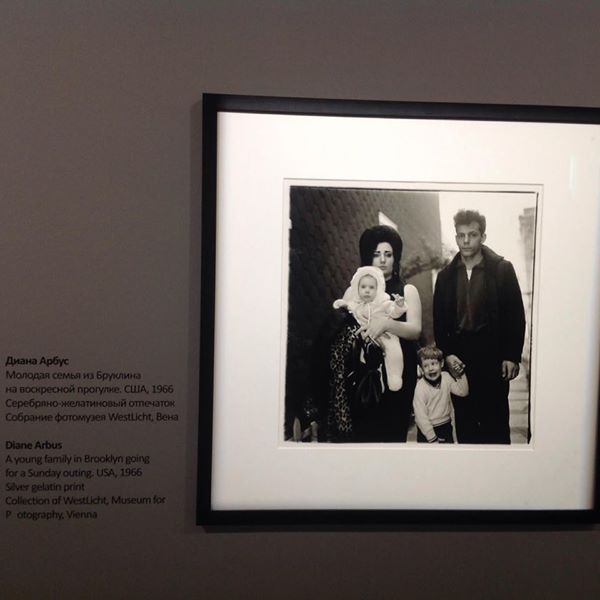 Диана Арбус
Молодая семья из Бруклина
на воскресной прогулке. США, 1966
Серебряно-желатиновый отпечаток
Собрание фотомузея WestLicht, Вена
Diane Arbus
A young family in Brooklyn going
for a Sunday outing. USA, 1966
Silver gelatin print
Collection of WestLicht, Museum for
P otography, Vienna